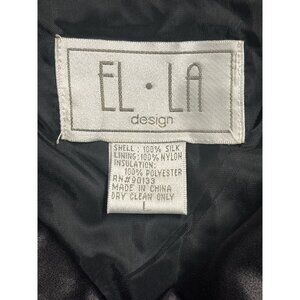 EL • LA
design
SHELL: 100% SILK
LINING: 100% NYLON
INSULATION:
100% POLYESTER
RN#90133
MADE IN CHINA
DRY CLEAN ONLY
L